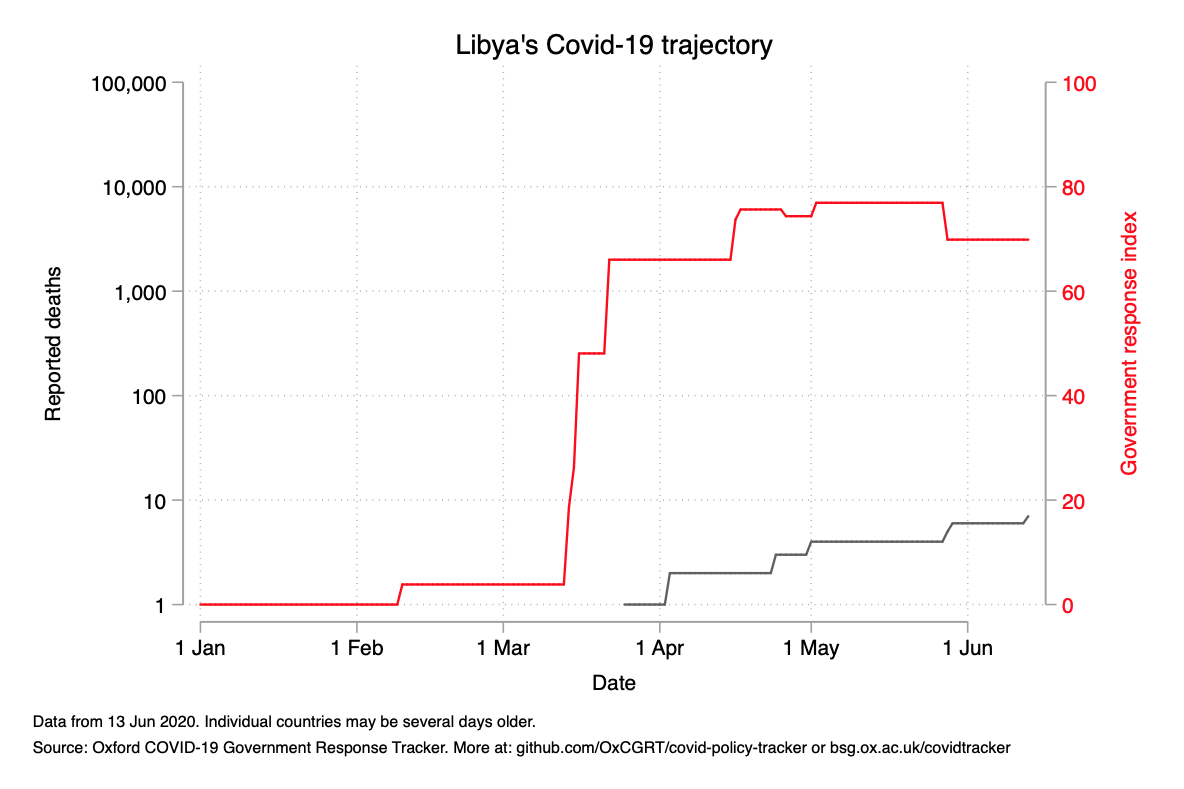 Libya's Covid-19 trajectory
100,000
10,000
1,000
100
10
1
Reported deaths
100
80
60
40
20
0
Government response index
1 Jan
1 Feb
1 Mar
1 Apr
1 May
1 Jun
Date
Data from 13 Jun 2020. Individual countries may be several days older.
Source: Oxford COVID-19 Government Response Tracker. More at: github.com/OxCGRT/covid-policy-tracker or bsg.ox.ac.uk/covidtracker